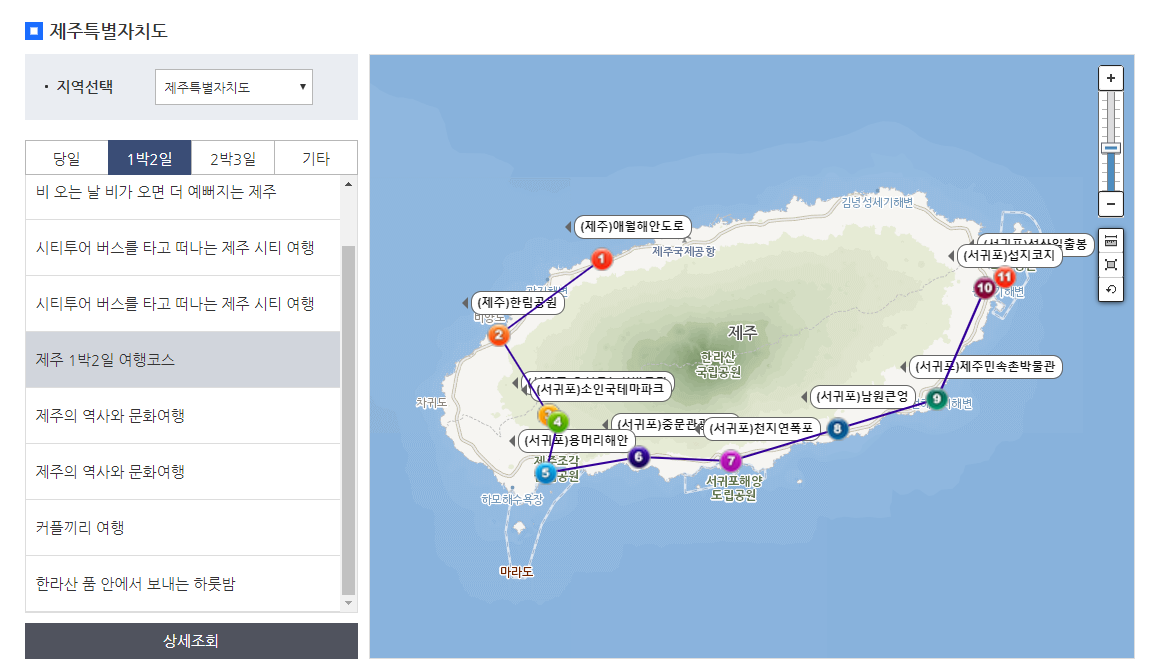 제주특별자치도
· 지역선택
제주특별자치도
당일
1박2일
2박3일
기타
비 오는 날 비가 오면 더 예뻐지는 제주
시티투어 버스를 타고 떠나는 제주 시티 여행
시티투어 버스를 타고 떠나는 제주 시티 여행
제주 1박2일 여행코스
제주의 역사와 문화여행
제주의 역사와 문화여행
커플끼리 여행
한라산 품 안에서 보내는 하룻밤
상세조회
김녕성세기해변
(제주)애월해안도로
제주국제공항
(서귀포)성산일출봉
(서귀포)섭지코지
1
11
10
기해변
(제주)한림공원
2
제주
한라산
국립공원
(서귀포)제주민속촌박물관
(서귀포)소인국테마파크
차귀도
(서귀포)남원큰엉
9
해변
4
(서귀포)중문관
(서귀포)천지연폭포
8
(서귀포)용머리해안
6
7
제주조각
공원
5
서귀포해양
도립공원
하모해수욕장
마라도